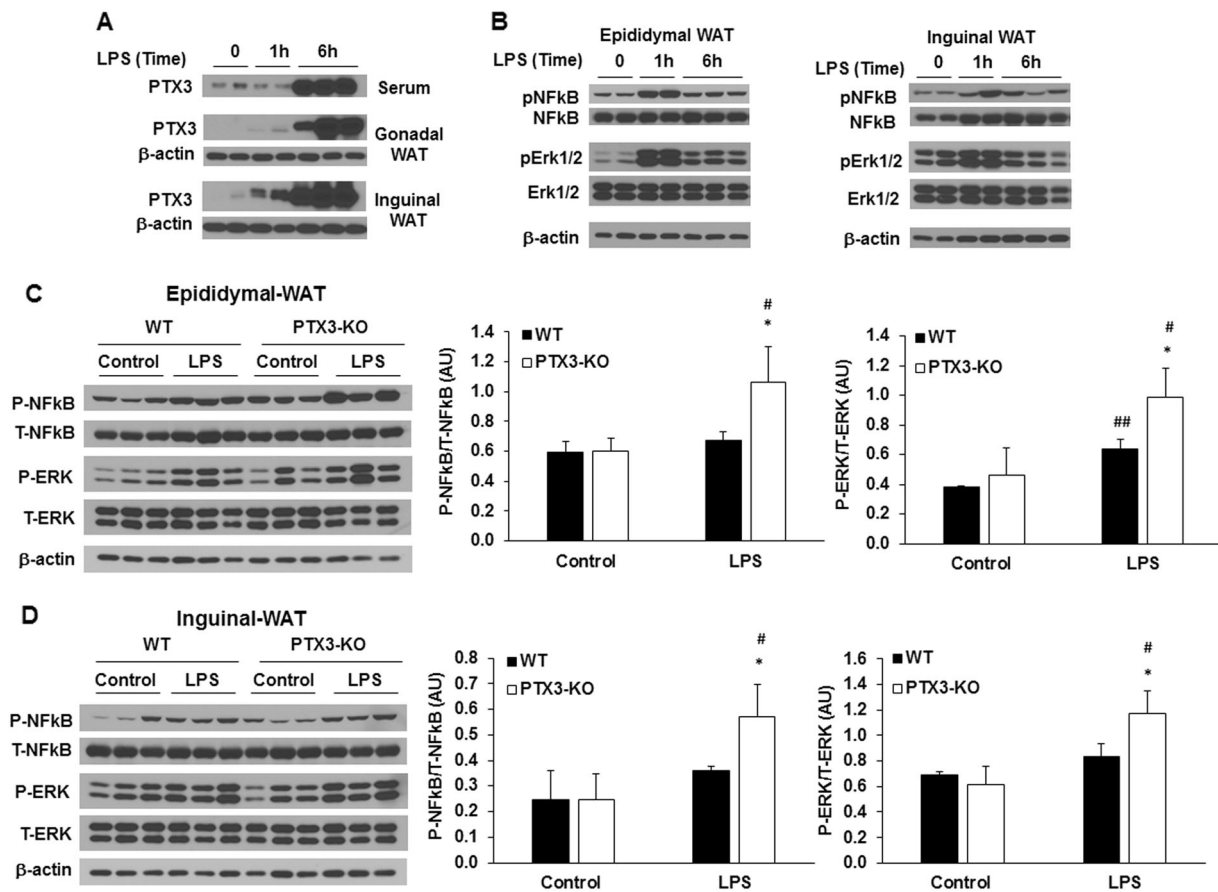 A
LPS (Time) 0 1h 6h
PTX3 Serum
PTX3 Gonadal WAT
β-actin
PTX3 Inguinal WAT
β-actin
B
Epididymal WAT
LPS (Time) 0 1h 6h
pNFkB
NFkB
pErk1/2
Erk1/2
β-actin
Inguinal WAT
LPS (Time) 0 1h 6h
pNFkB
NFkB
pErk1/2
Erk1/2
β-actin
C
Epididymal-WAT
WT PTX3-KO
Control LPS Control LPS
P-NFkB
T-NFkB
P-ERK
T-ERK
β-actin
P-NFkB/T-NFkB (AU)
WT
PTX3-KO
#
*
1.4
1.2
1.0
0.8
0.6
0.4
0.2
0.0
Control LPS
P-ERK/T-ERK (AU)
WT
PTX3-KO
#
*
##
1.4
1.2
1.0
0.8
0.6
0.4
0.2
0.0
Control LPS
D
Inguinal-WAT
WT PTX3-KO
Control LPS Control LPS
P-NFkB
T-NFkB
P-ERK
T-ERK
β-actin
P-NFkB/T-NFkB (AU)
WT
PTX3-KO
#
*
0.8
0.7
0.6
0.5
0.4
0.3
0.2
0.1
0.0
Control LPS
P-ERK/T-ERK (AU)
WT
PTX3-KO
#
*
1.6
1.4
1.2
1.0
0.8
0.6
0.4
0.2
0.0
Control LPS